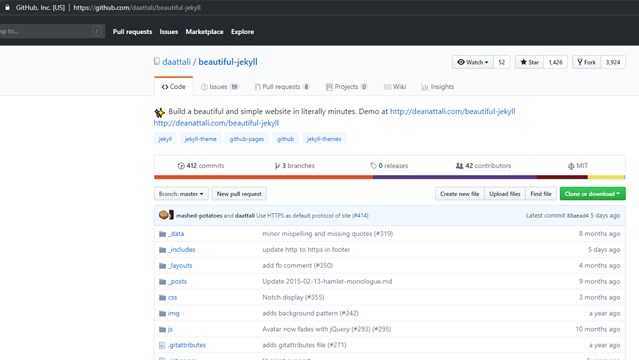 GitHub, Inc. [US] | https://github.com/daattali/beautiful-jekyll
Pull requests Issues Marketplace Explore
daattali / beautiful-jekyll Watch 52 Star 1,426 Fork 3,924
Code Issues 19 Pull requests 8 Projects 0 Wiki Insights
✨ Build a beautiful and simple website in literally minutes. Demo at http://deanattali.com/beautiful-jekyll
http://deanattali.com/beautiful-jekyll
jekyll jekyll-theme github-pages github jekyll-themes
412 commits 3 branches 0 releases 42 contributors MIT
Branch: master New pull request Create new file Upload files Find file Clone or download
mashed-potatoes and daattali Use HTTPS as default protocol of site (#414) Latest commit 5 days ago
_data minor mispelling and missing quotes (#319) 8 months ago
_includes update http to https in footer 5 days ago
_layouts add fb comment (#350) 4 months ago
_posts Update 2015-02-13-hamlet-monologue.md 9 months ago
css Notch display (#355) 3 months ago
img adds background pattern (#242) a year ago
js Avatar now fades with jQuery (#293) (#295) 10 months ago
.gitattributes adds gitattributes file (#271) a year ago